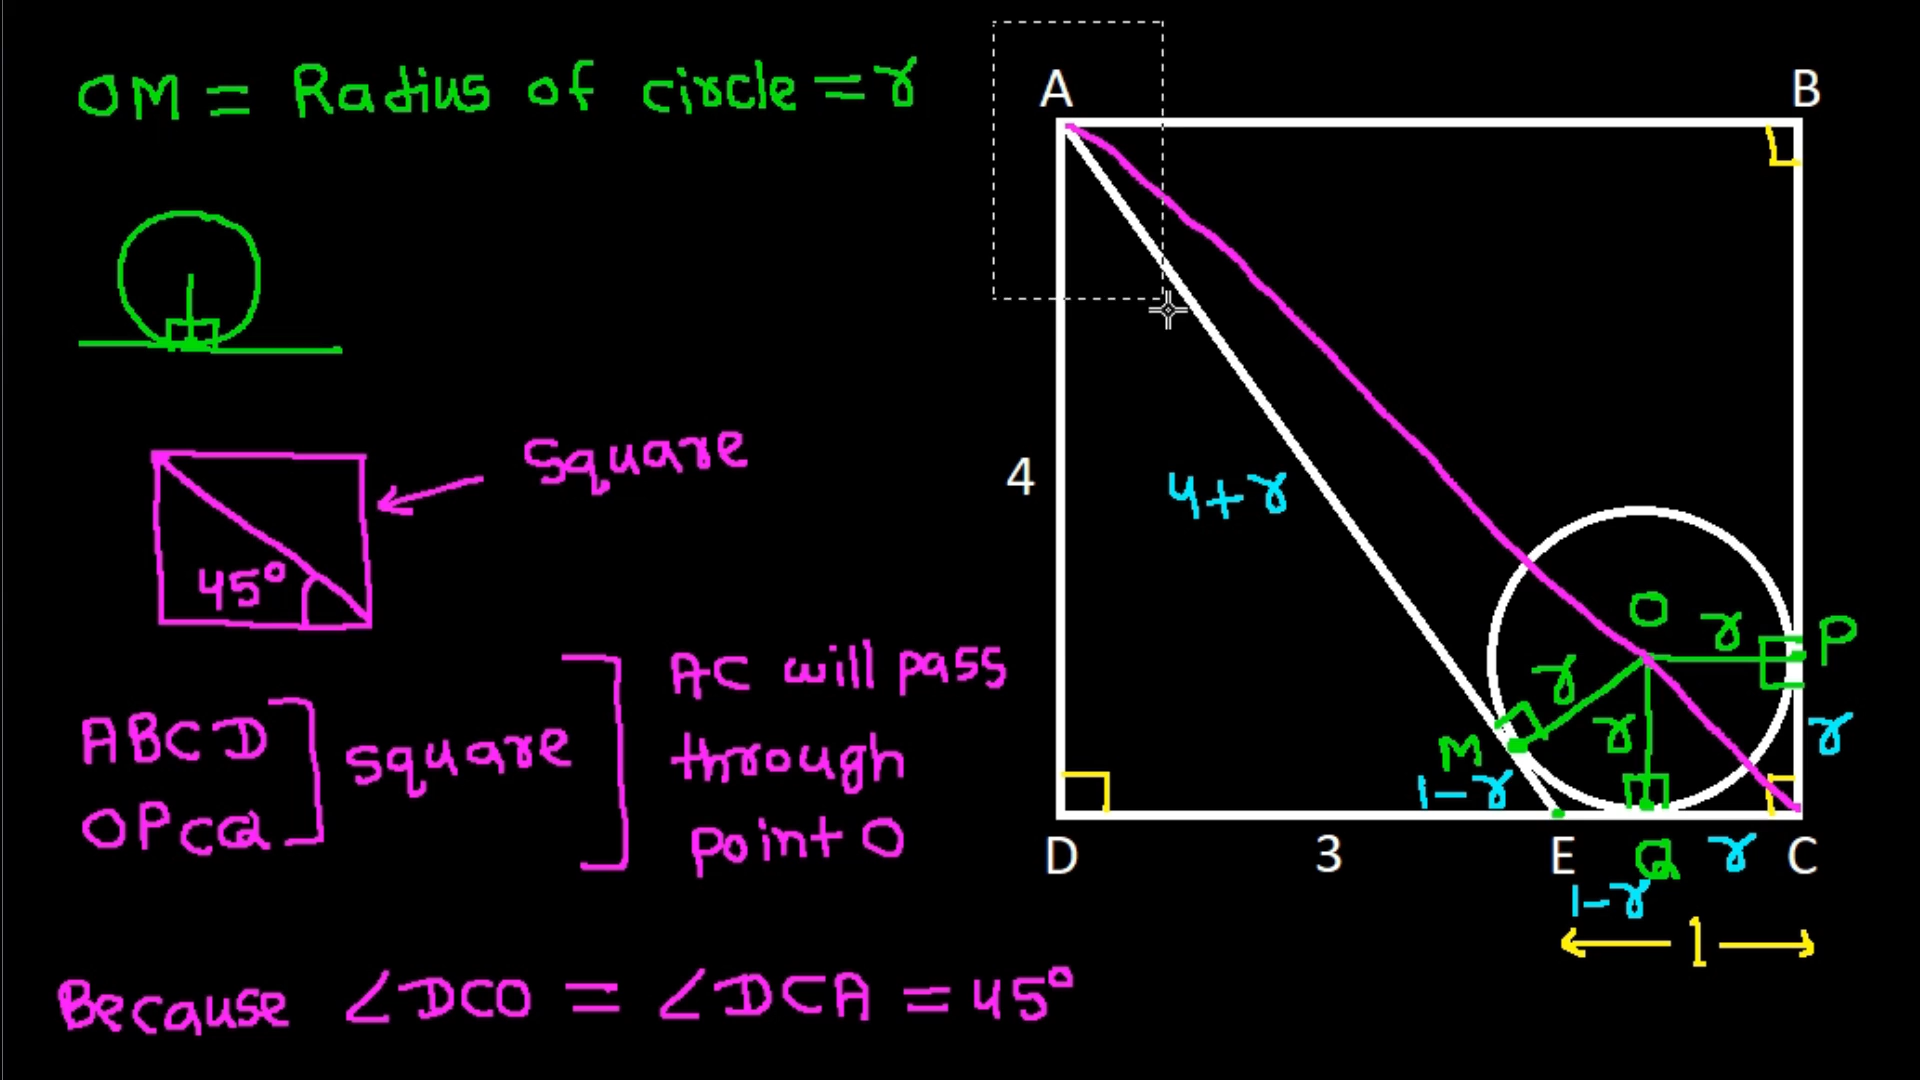 OM = Radius of circle = r
Square
45°
ABCD
OPCQ
square
AC will pass
through
point O
Because ∠DCO = ∠DCA = 45°
A
B
4
4+r
O
r
P
r
r
M
r
1-r
D
3
E
Q
r
C
1-r
1